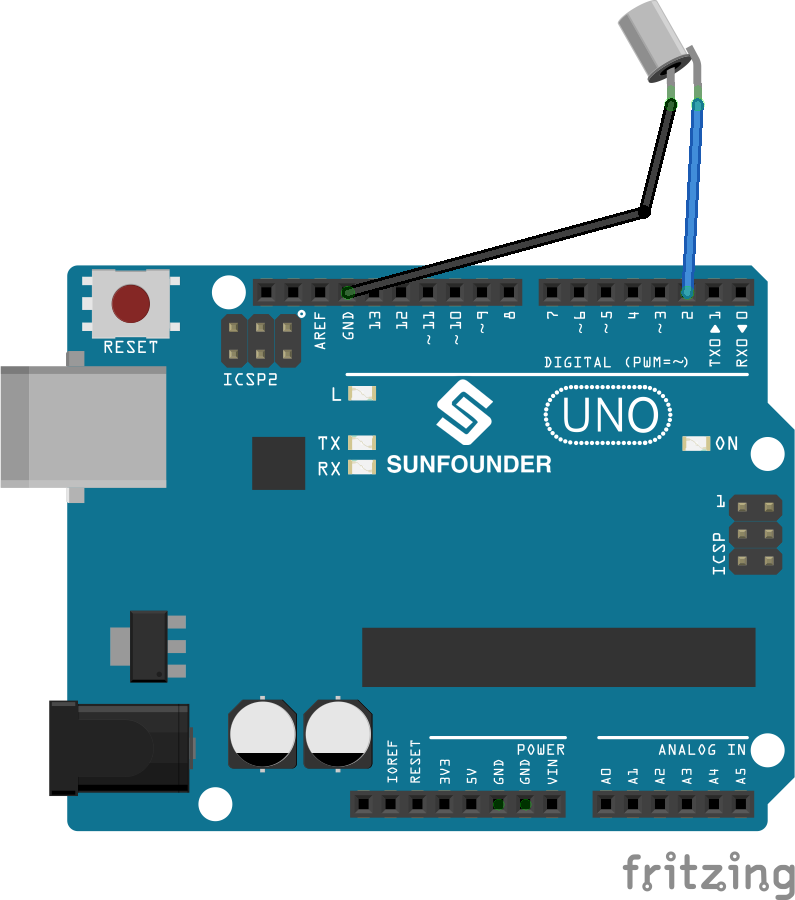 RESET
ICSP2
AREF
GND
13
12
~11
~10
~9
8
7
~6
~5
4
~3
2
TX0▶1
RX0◀0
DIGITAL (PWM=~)
L
TX
RX
SUNFOUNDER
UNO
ON
1
ICSP
IOREF
RESET
3V3
5V
GND
GND
VIN
POWER
ANALOG IN
A0
A1
A2
A3
A4
A5
fritzing